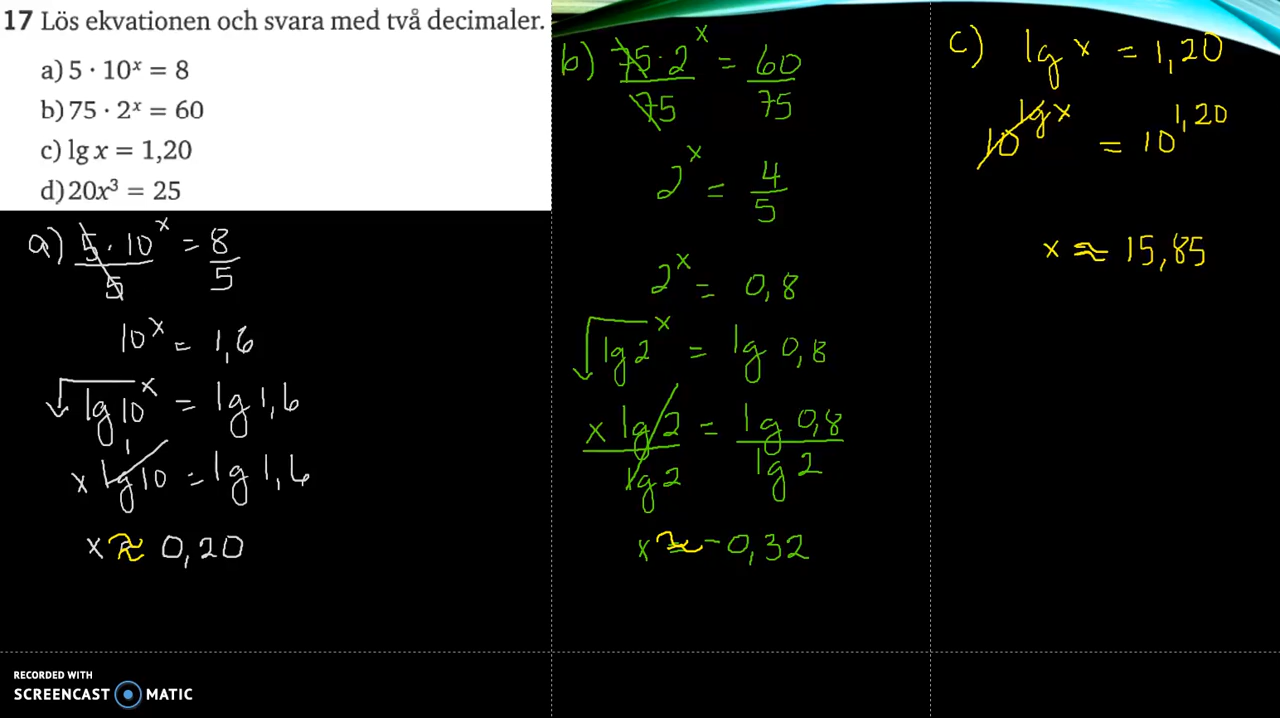 17 Lös ekvationen och svara med två decimaler.
a) 5 · 10ˣ = 8
b) 75 · 2ˣ = 60
c) lg x = 1,20
d) 20x³ = 25
a) 5 · 10ˣ / 5 = 8 / 5
10ˣ = 1,6
lg 10ˣ = lg 1,6
x lg 10 = lg 1,6
1
x ≈ 0,20
b) 75 · 2ˣ / 75 = 60 / 75
2ˣ = 4 / 5
2ˣ = 0,8
lg 2ˣ = lg 0,8
x lg 2 / lg 2 = lg 0,8 / lg 2
x ≈ -0,32
c) lg x = 1,20
10^(lg x) = 10^(1,20)
x ≈ 15,85
RECORDED WITH
SCREENCAST MATIC